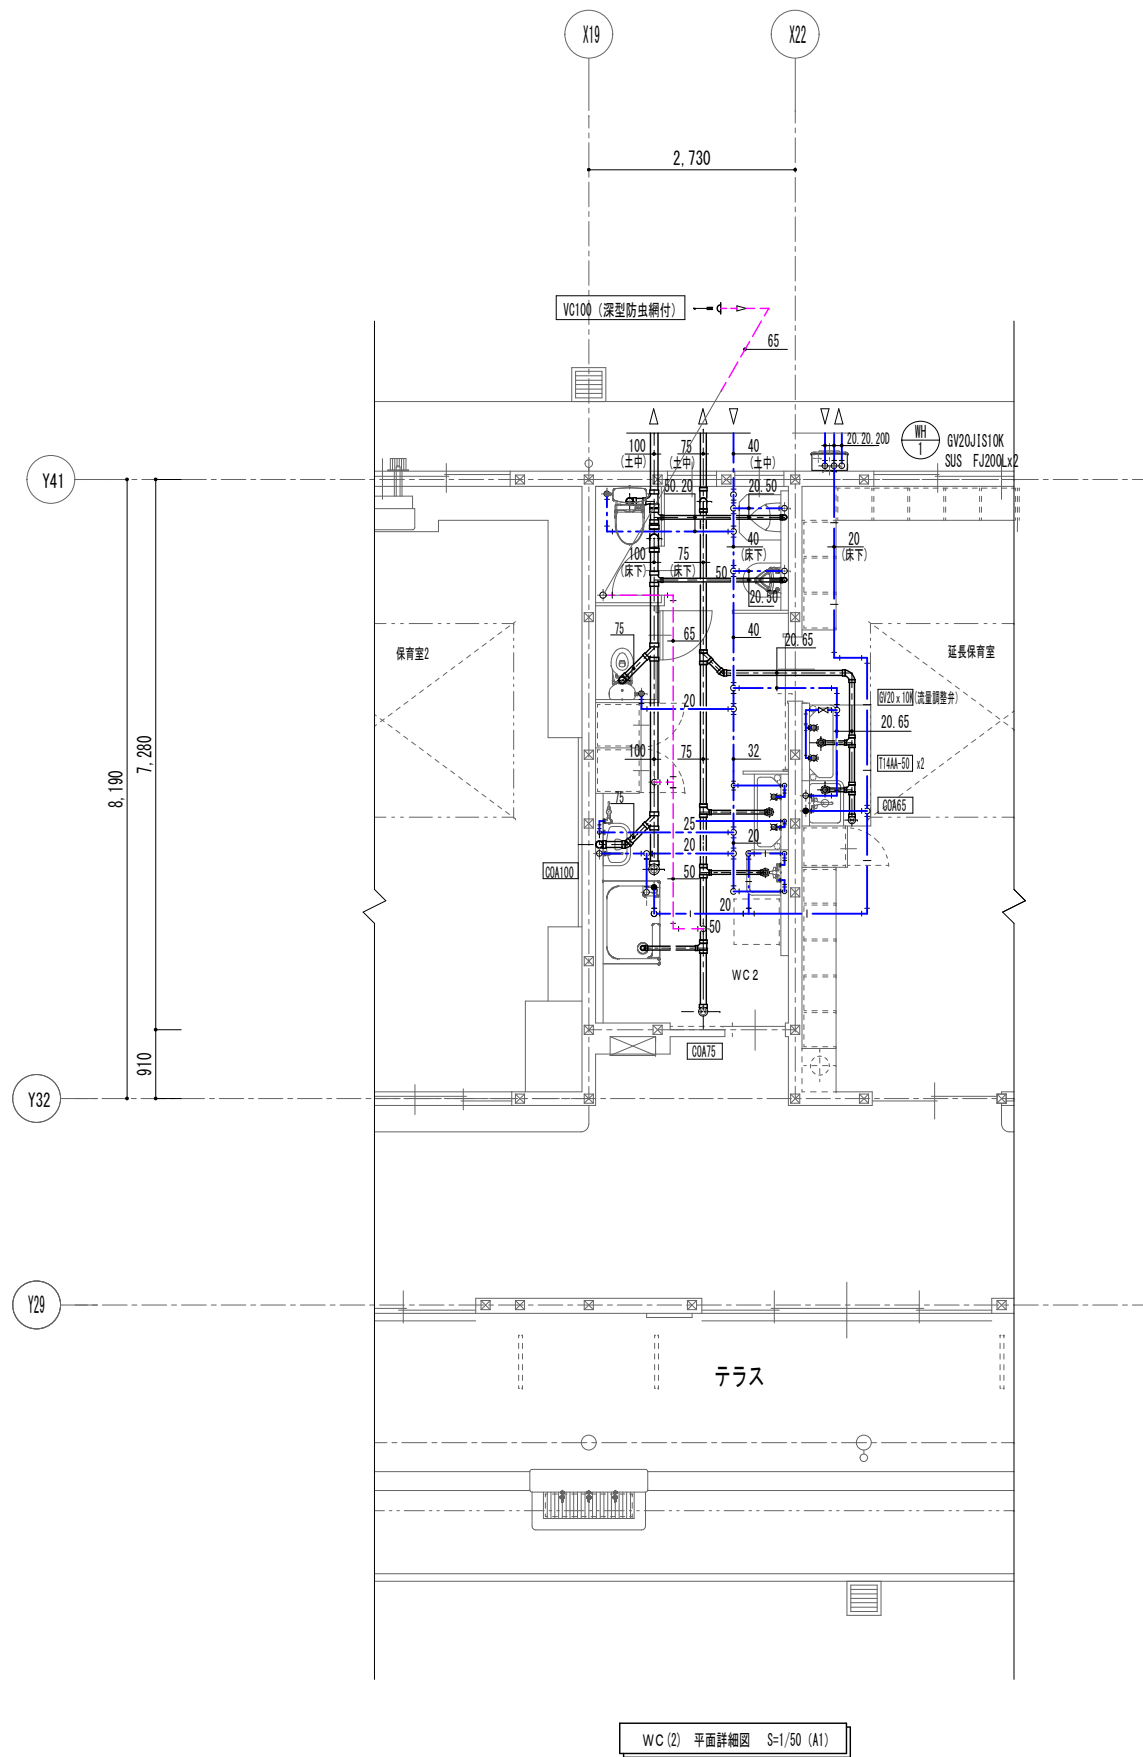 X19
X22
2,730
VC100 (深型防虫網付)
65
100
(土中)
75
(土中)
40
(土中)
20.20.20D
WH
1
GV20JIS10K
SUS FJ200Lx2
Y41
50.20
20.50
100
(床下)
75
(床下)
40
(床下)
20
(床下)
50
20.50
75
65
40
20.65
保育室2
延長保育室
GV20x10K(流量調整弁)
20
20.65
7,280
8,190
100
75
32
T14AA-50 x2
75
COA65
25
20
20
COA100
50
20
50
WC2
COA75
910
Y32
Y29
テラス
WC(2) 平面詳細図 S=1/50 (A1)